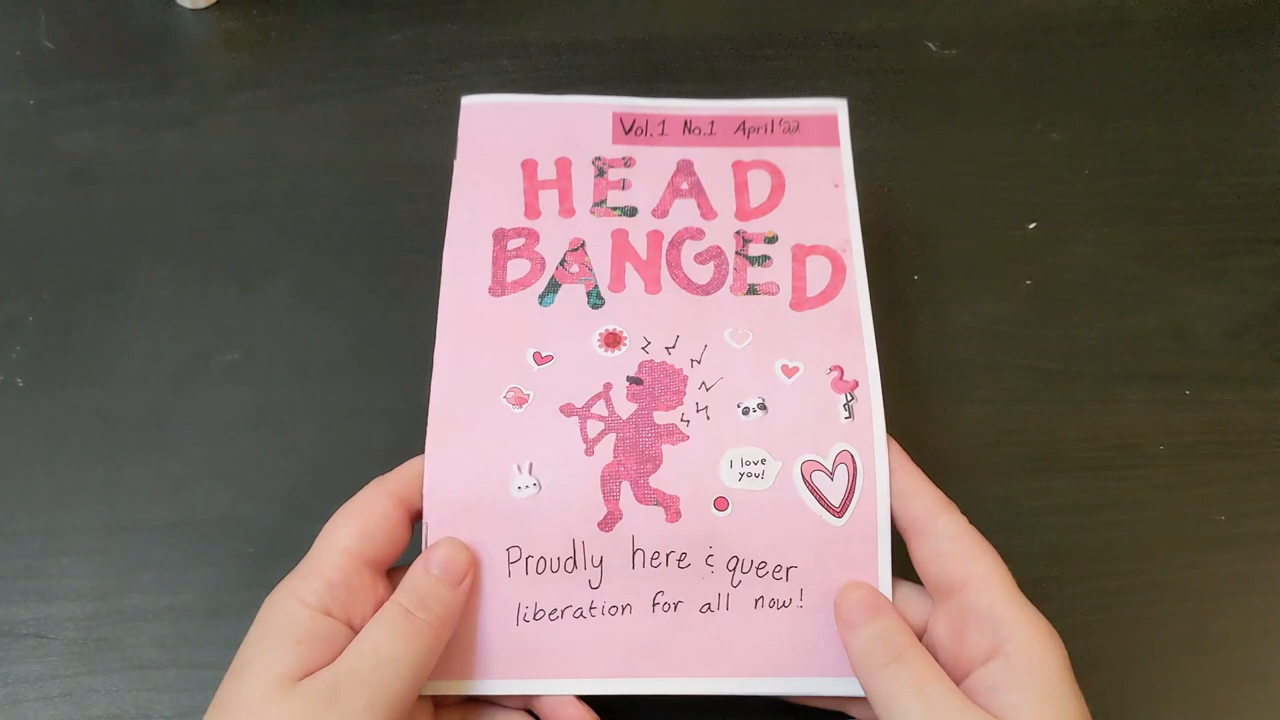 Vol.1 No.1 April '22
HEAD
BANGED
I love
you!
Proudly here & queer
liberation for all now!